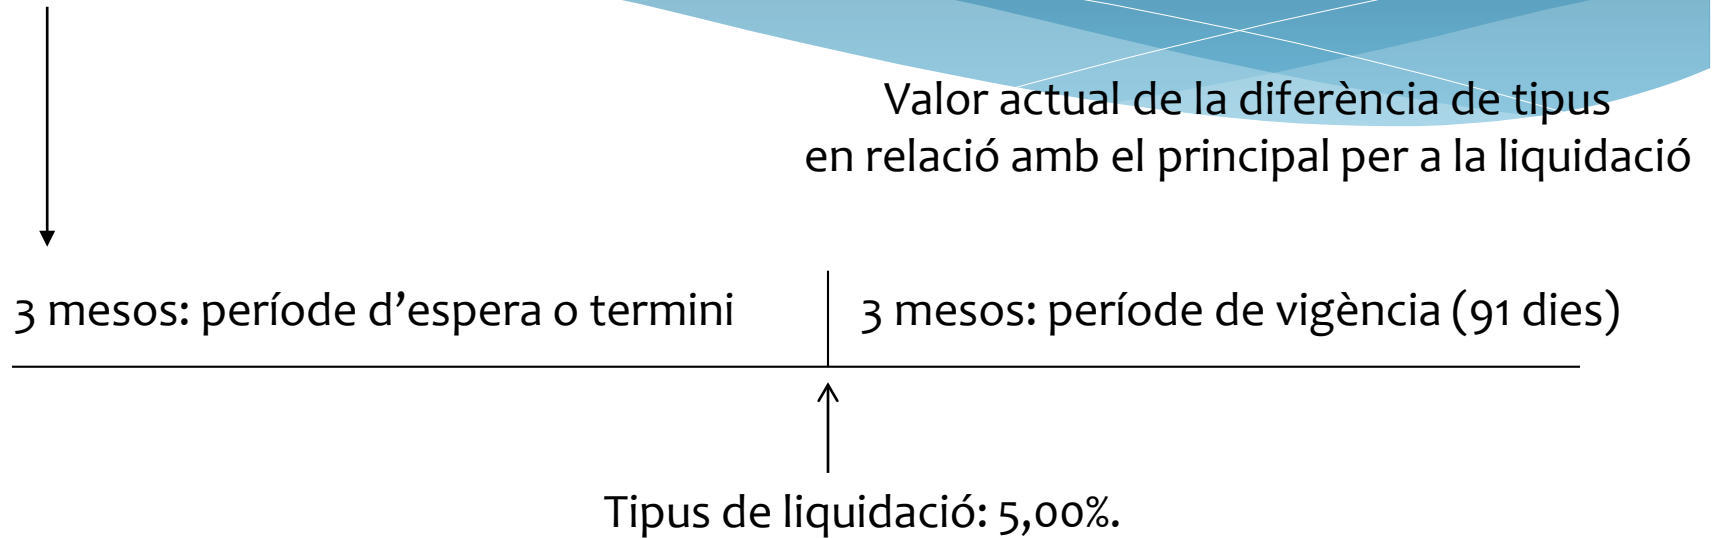 Valor actual de la diferència de tipus
en relació amb el principal per a la liquidació
3 mesos: període d’espera o termini
3 mesos: període de vigència (91 dies)
Tipus de liquidació: 5,00%.